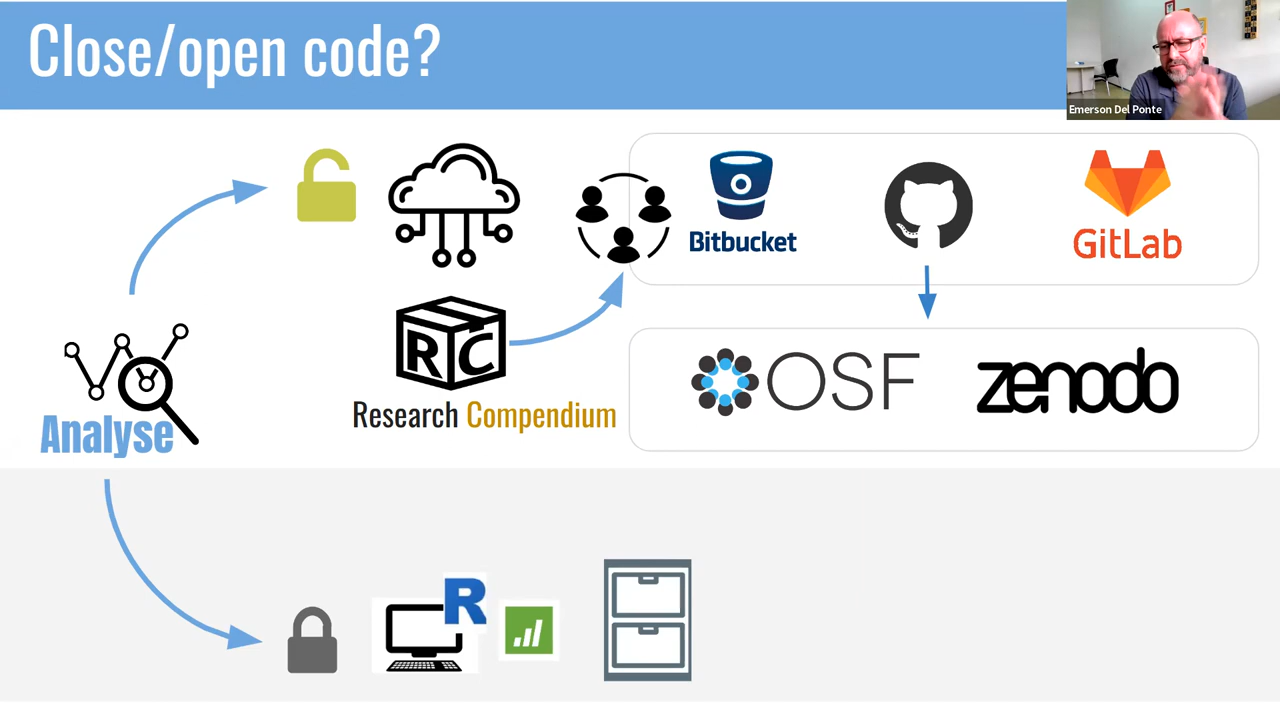 Close/open code?
Emerson Del Ponte
Bitbucket
GitLab
RC
Research Compendium
OSF
zenodo
Analyse
R